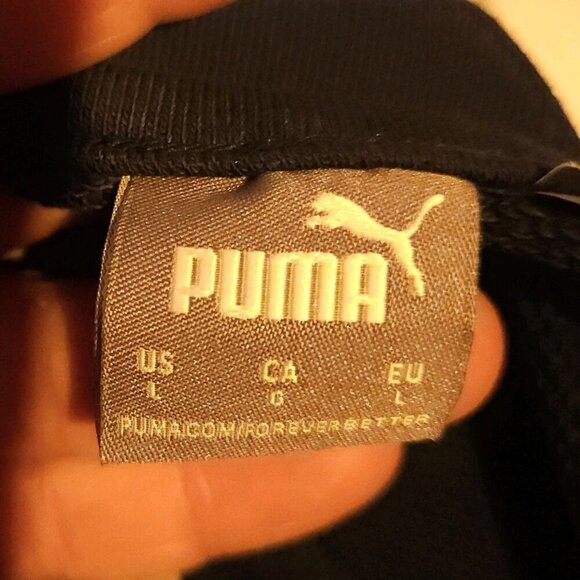 PUMA
US CA EU
L G L
PUMA.COM/FOREVERBETTER